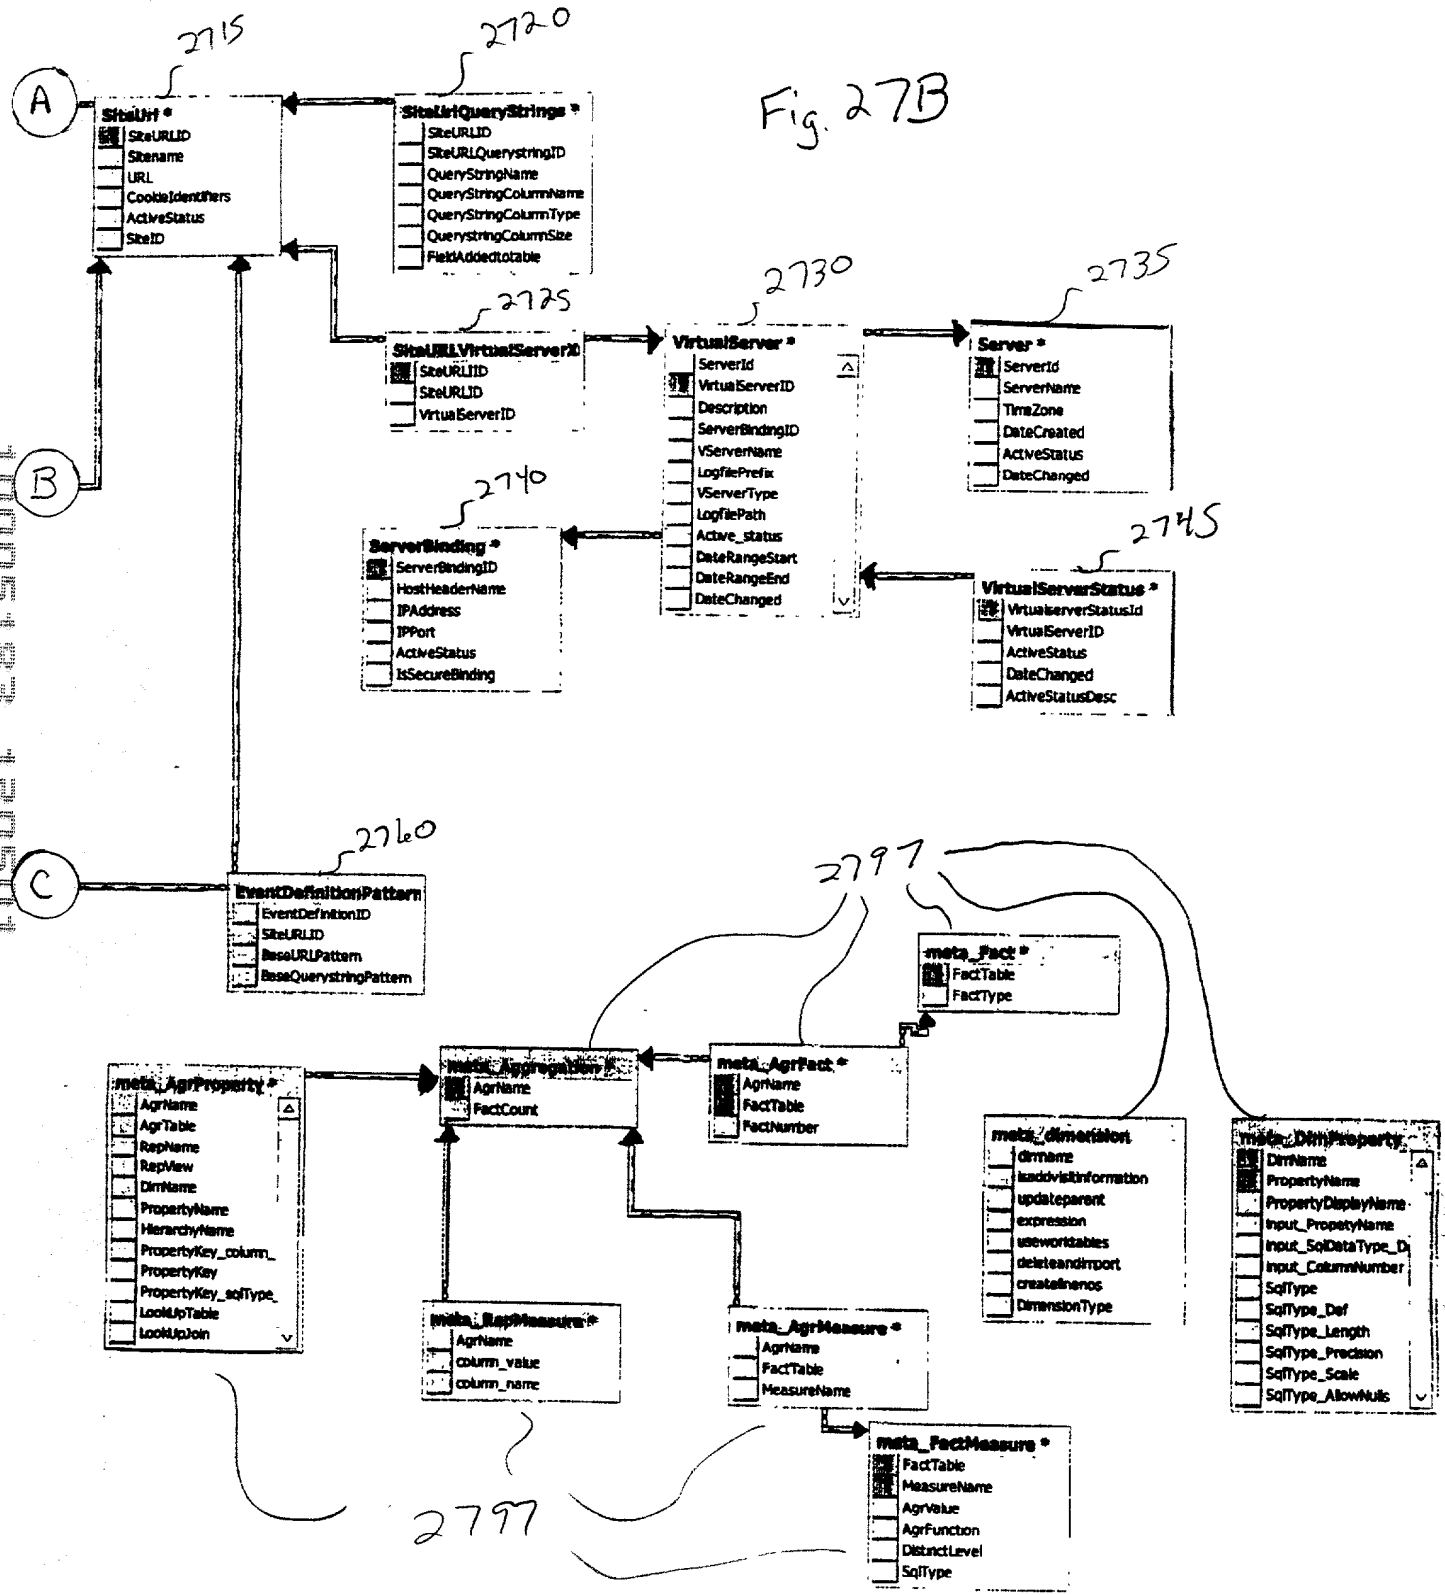 2715
2720
Fig. 27B
A
SiteUrl *
SiteURLID
Sitename
URL
CookieIdentifiers
ActiveStatus
SiteID
SiteUrlQueryStrings *
SiteURLID
SiteURLQuerystringID
QueryStringName
QueryStringColumnName
QueryStringColumnType
QuerystringColumnSize
FieldAddedtotable
2725
2730
2735
SiteURLVirtualServerX
SiteURLIID
SiteURLID
VirtualServerID
VirtualServer *
ServerId
VirtualServerID
Description
ServerBindingID
VServerName
LogfilePrefix
VServerType
LogfilePath
Active_status
DateRangeStart
DateRangeEnd
DateChanged
Server *
ServerId
ServerName
TimeZone
DateCreated
ActiveStatus
DateChanged
B
2740
2745
ServerBinding *
ServerBindingID
HostHeaderName
IPAddress
IPPort
ActiveStatus
IsSecureBinding
VirtualServerStatus *
VirtualserverStatusId
VirtualServerID
ActiveStatus
DateChanged
ActiveStatusDesc
C
2760
EventDefinitionPattern
EventDefinitionID
SiteURLID
BaseURLPattern
BaseQuerystringPattern
2797
meta_Fact *
FactTable
FactType
meta_AgrProperty *
AgrName
AgrTable
RepName
RepView
DimName
PropertyName
HierarchyName
PropertyKey_column_
PropertyKey
PropertyKey_sqlType_
LookUpTable
LookUpJoin
meta_Aggregation *
AgrName
FactCount
meta_AgrFact *
AgrName
FactTable
FactNumber
meta_dimension
dimname
isaddvisitinformation
updateparent
expression
useworktables
deleteandimport
createlinenos
DimensionType
meta_DimProperty
DimName
PropertyName
PropertyDisplayName
Input_PropetyName
Input_SqlDataType_D
Input_ColumnNumber
SqlType
SqlType_Def
SqlType_Length
SqlType_Precision
SqlType_Scale
SqlType_AllowNulls
meta_RepMeasure *
AgrName
column_value
column_name
meta_AgrMeasure *
AgrName
FactTable
MeasureName
meta_FactMeasure *
FactTable
MeasureName
AgrValue
AgrFunction
DistinctLevel
SqlType
2797